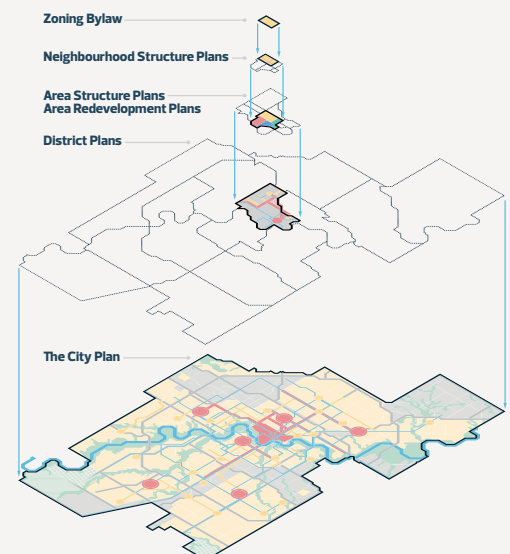 Zoning Bylaw
Neighbourhood Structure Plans
Area Structure Plans
Area Redevelopment Plans
District Plans
The City Plan